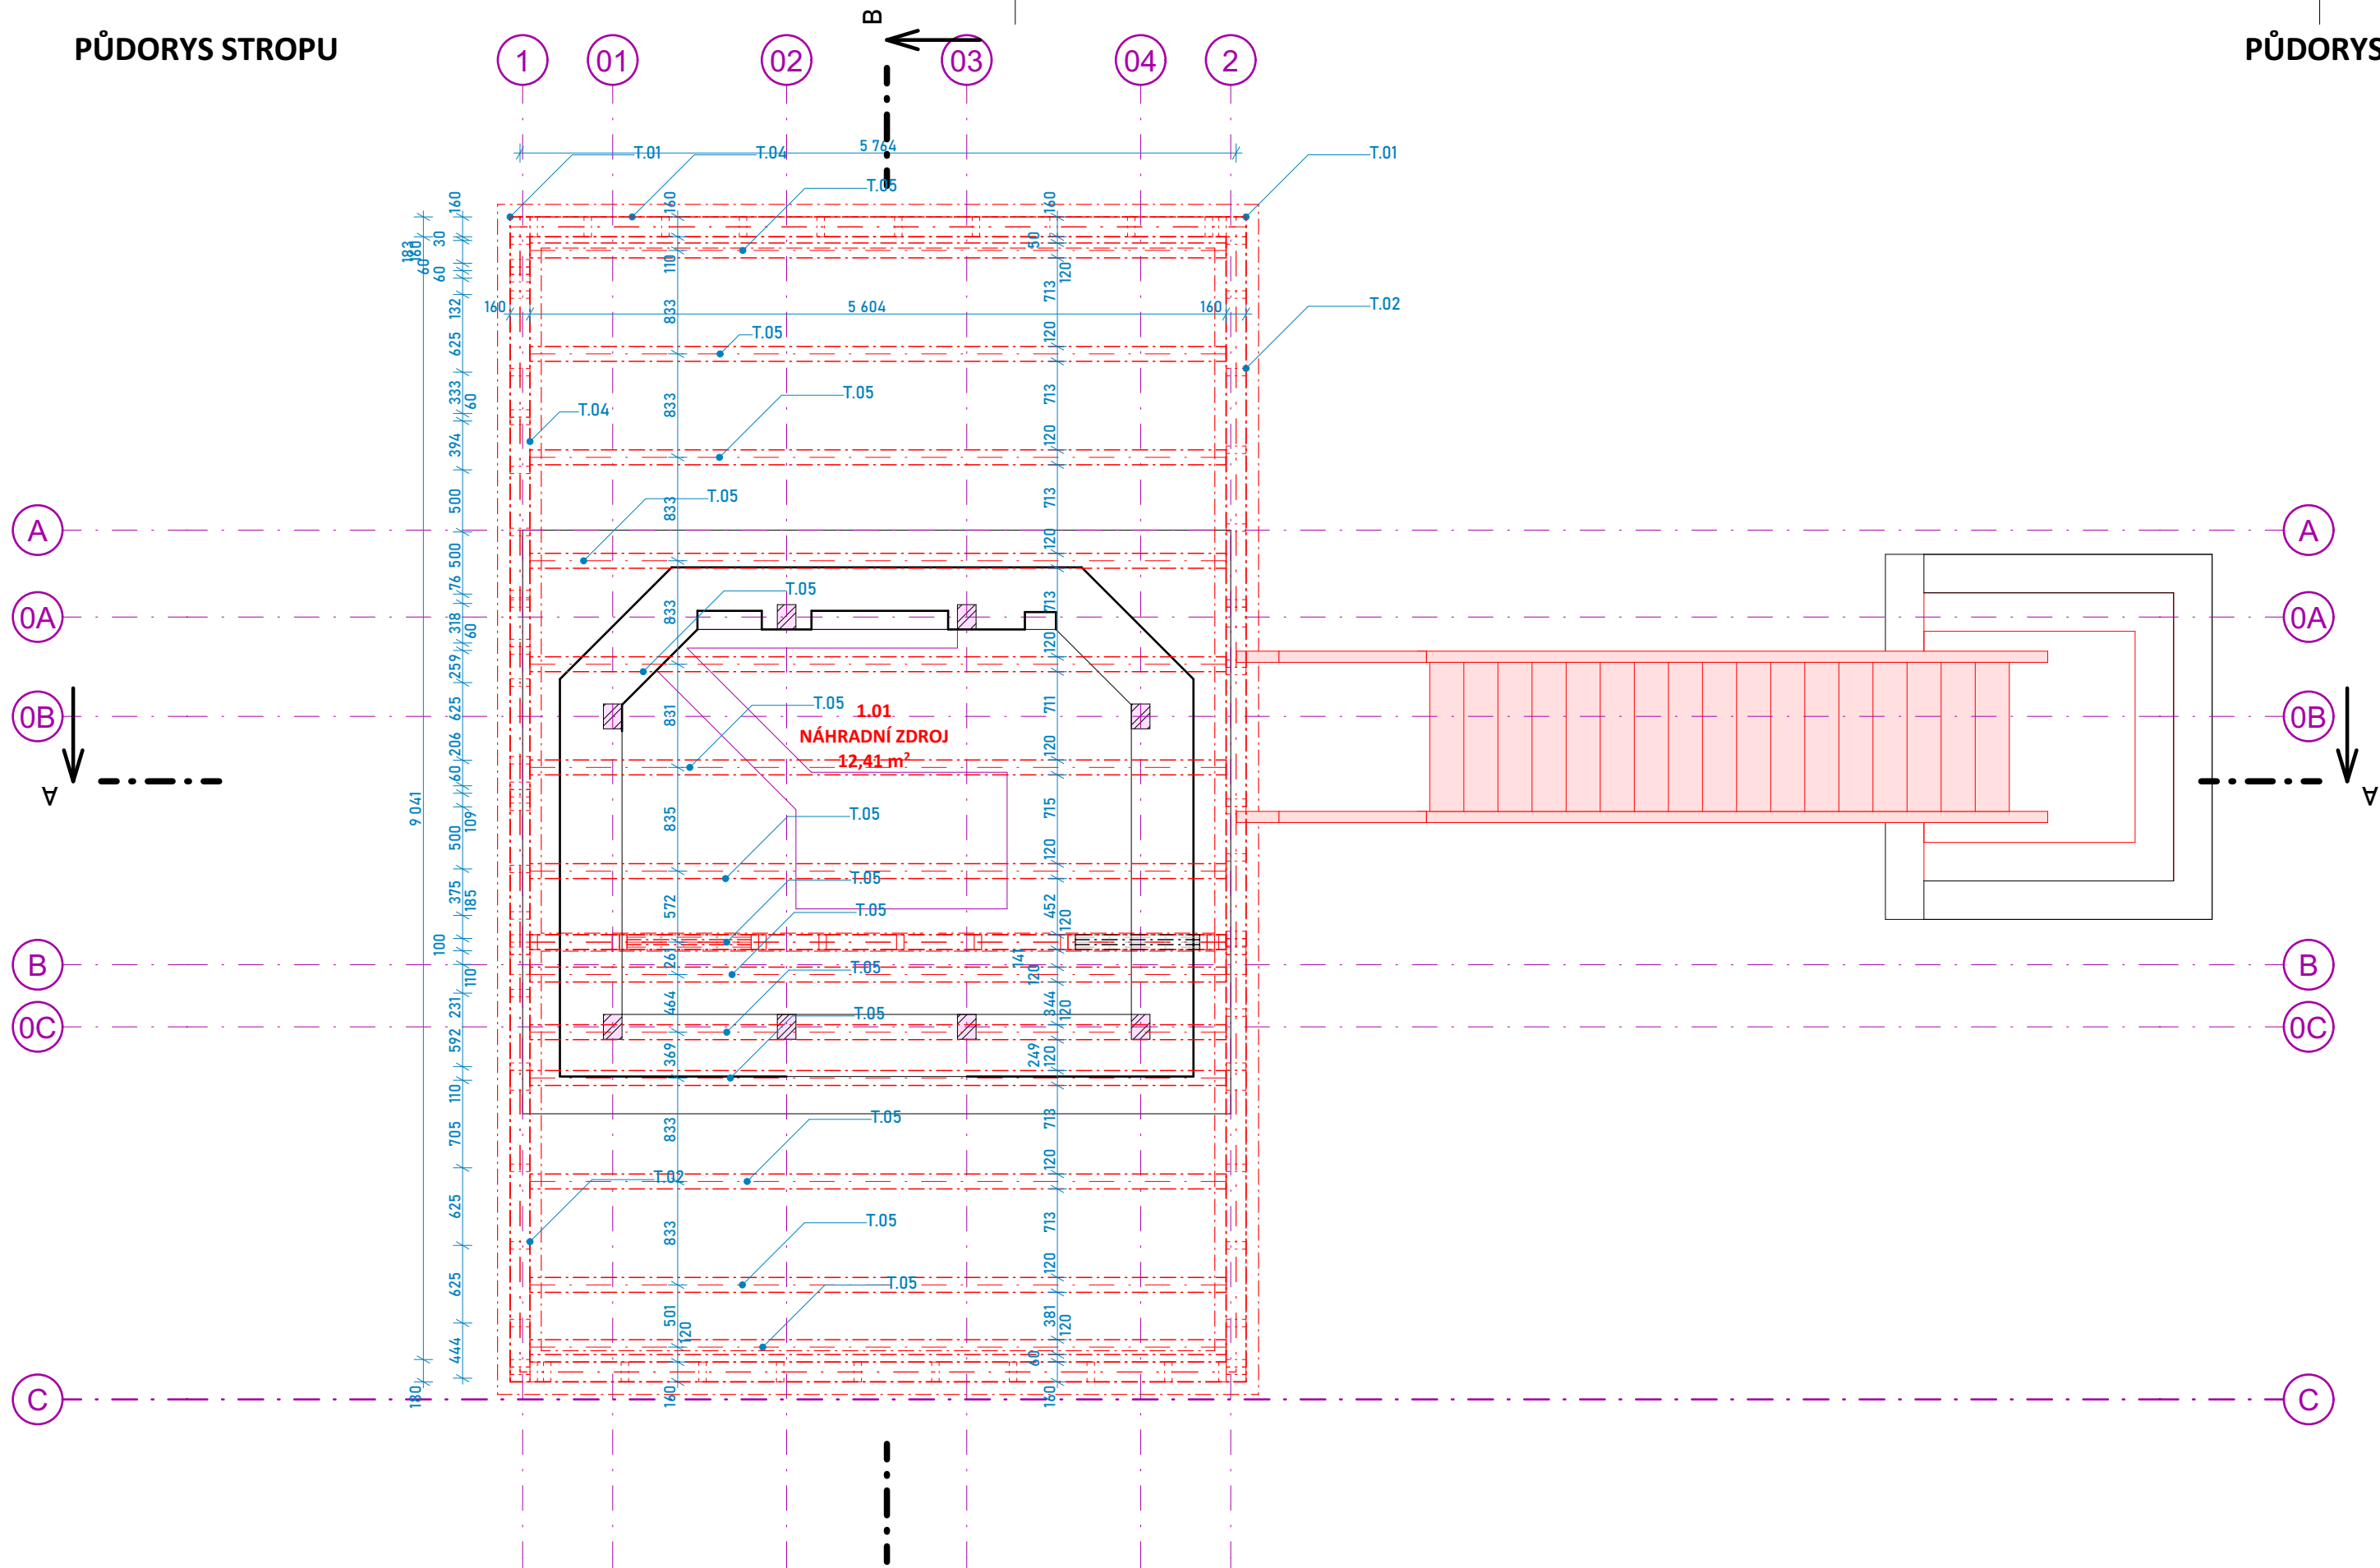 PŮDORYS STROPU
PŮDORYS
B
1
01
02
03
04
2
5 764
T.01
T.04
T.05
T.01
160
160
160
183
160
30
60
60
110
50
120
132
833
713
160
5 604
160
T.02
625
T.05
120
333
60
T.05
833
713
T.04
394
120
500
T.05
833
713
A
A
500
120
76
T.05
0A
0A
318
60
833
713
259
120
0B
0B
625
T.05
831
711
1.01
NÁHRADNÍ ZDROJ
12,41 m²
206
60
120
A
A
9 041
109
500
T.05
835
715
120
375
185
T.05
572
452
120
T.05
100
261
141
B
B
110
T.05
120
231
464
344
120
0C
0C
T.05
592
369
249
120
110
T.05
833
713
705
120
T.02
625
T.05
833
713
120
625
T.05
501
120
381
120
444
60
180
160
160
C
C